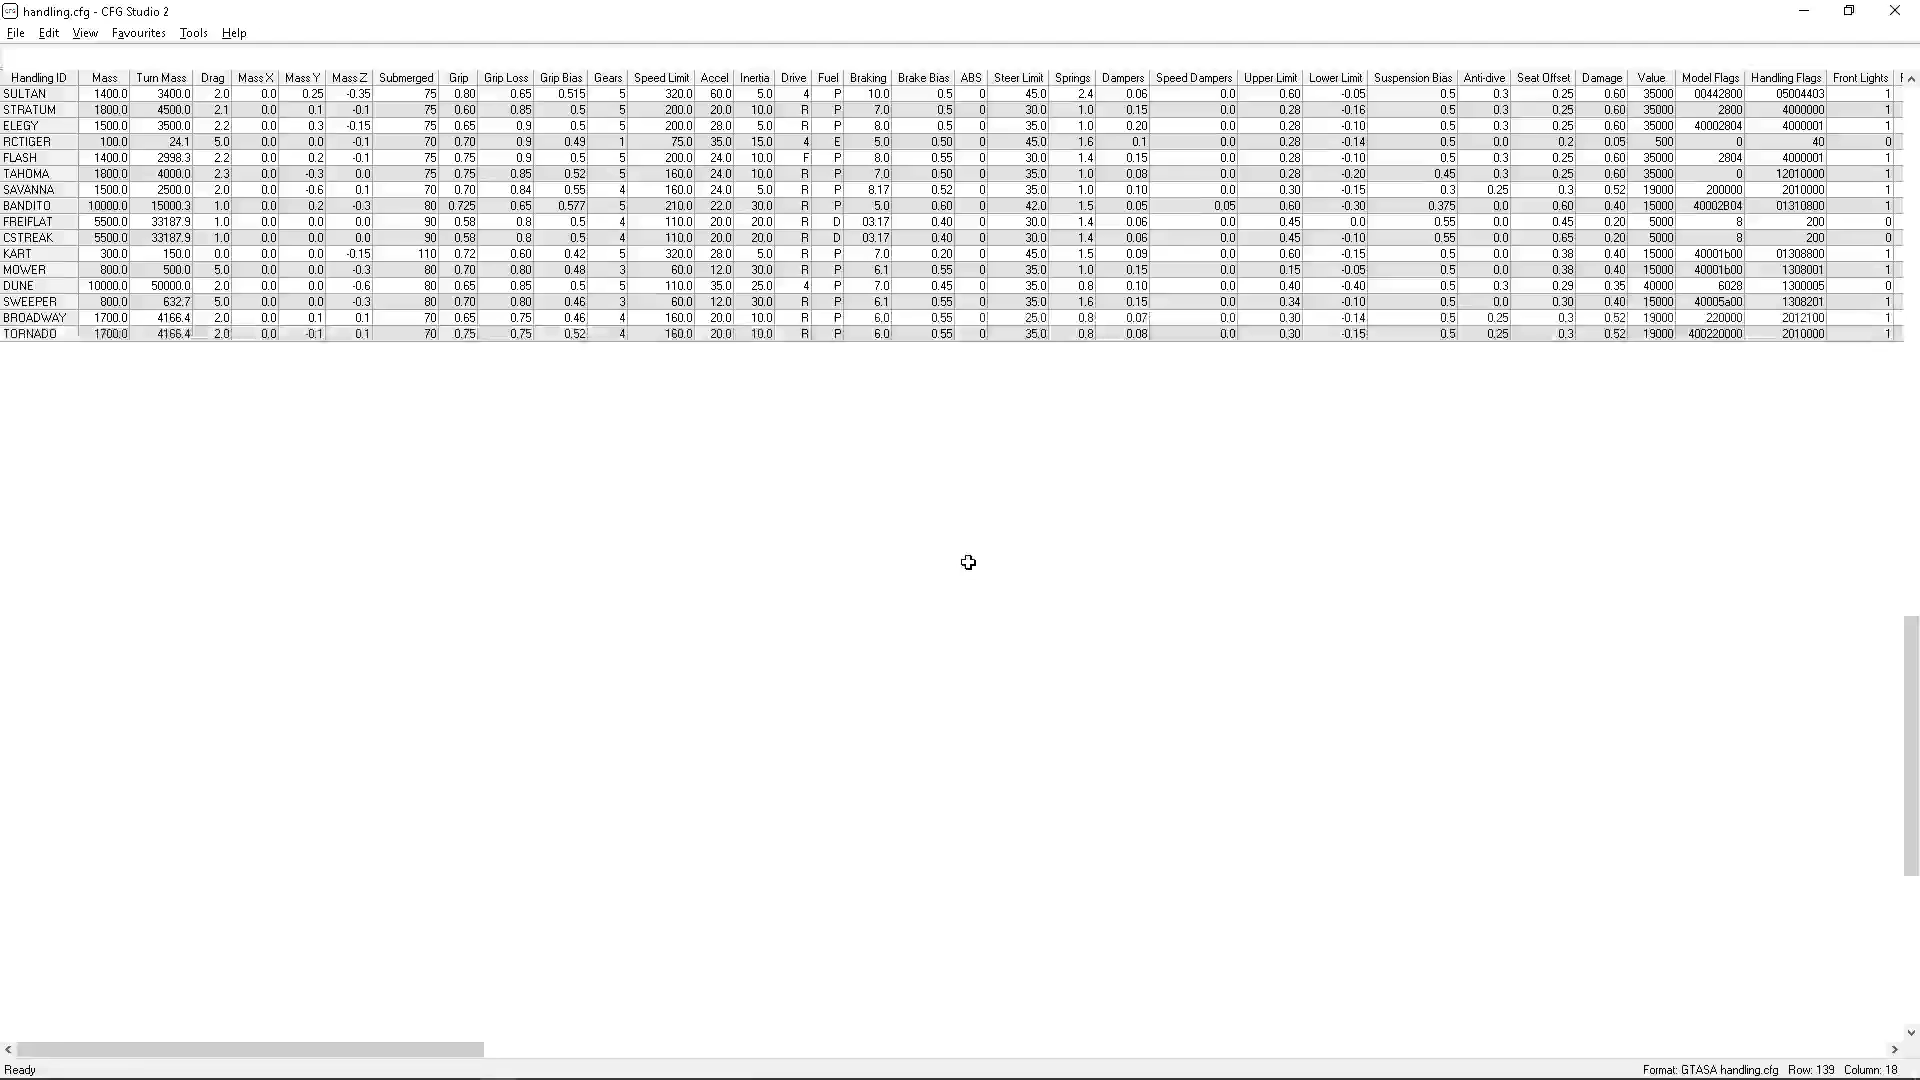 handling.cfg - CFG Studio 2
File Edit View Favourites Tools Help
Handling ID Mass Turn Mass Drag Mass X Mass Y Mass Z Submerged Grip Grip Loss Grip Bias Gears Speed Limit Accel Inertia Drive Fuel Braking Brake Bias ABS Steer Limit Springs Dampers Speed Dampers Upper Limit Lower Limit Suspension Bias Anti-dive Seat Offset Damage Value Model Flags Handling Flags Front Lights
SULTAN 1400.0 3400.0 2.0 0.0 0.25 -0.35 75 0.80 0.65 0.515 5 320.0 60.0 5.0 4 P 10.0 0.5 0 45.0 2.4 0.06 0.0 0.60 -0.05 0.5 0.3 0.25 0.60 35000 00442800 05004403 1
STRATUM 1800.0 4500.0 2.1 0.0 0.1 -0.1 75 0.60 0.85 0.5 5 200.0 20.0 10.0 R P 7.0 0.5 0 30.0 1.0 0.15 0.0 0.28 -0.16 0.5 0.3 0.25 0.60 35000 2800 4000000 1
ELEGY 1500.0 3500.0 2.2 0.0 0.3 -0.15 75 0.65 0.9 0.5 5 200.0 28.0 5.0 R P 8.0 0.5 0 35.0 1.0 0.20 0.0 0.28 -0.10 0.5 0.3 0.25 0.60 35000 40002804 4000001 1
RCTIGER 100.0 24.1 5.0 0.0 0.0 -0.1 70 0.70 0.9 0.49 1 75.0 35.0 15.0 4 E 5.0 0.50 0 45.0 1.6 0.1 0.0 0.28 -0.14 0.5 0.0 0.2 0.05 500 0 40 0
FLASH 1400.0 2998.3 2.2 0.0 0.2 -0.1 75 0.75 0.9 0.5 5 200.0 24.0 10.0 F P 8.0 0.55 0 30.0 1.4 0.15 0.0 0.28 -0.10 0.5 0.3 0.25 0.60 35000 2804 4000001 1
TAHOMA 1800.0 4000.0 2.3 0.0 -0.3 0.0 75 0.75 0.85 0.52 5 160.0 24.0 10.0 R P 7.0 0.50 0 35.0 1.0 0.08 0.0 0.28 -0.20 0.45 0.3 0.25 0.60 35000 0 12010000 1
SAVANNA 1500.0 2500.0 2.0 0.0 -0.6 0.1 70 0.70 0.84 0.55 4 160.0 24.0 5.0 R P 8.17 0.52 0 35.0 1.0 0.10 0.0 0.30 -0.15 0.3 0.25 0.3 0.52 19000 200000 2010000 1
BANDITO 10000.0 15000.3 1.0 0.0 0.2 -0.3 80 0.725 0.65 0.577 5 210.0 22.0 30.0 R P 5.0 0.60 0 42.0 1.5 0.05 0.05 0.60 -0.30 0.375 0.0 0.60 0.40 15000 40002B04 01310800 1
FREIFLAT 5500.0 33187.9 1.0 0.0 0.0 0.0 90 0.58 0.8 0.5 4 110.0 20.0 20.0 R D 03.17 0.40 0 30.0 1.4 0.06 0.0 0.45 0.0 0.55 0.0 0.45 0.20 5000 8 200 0
CSTREAK 5500.0 33187.9 1.0 0.0 0.0 0.0 90 0.58 0.8 0.5 4 110.0 20.0 20.0 R D 03.17 0.40 0 30.0 1.4 0.06 0.0 0.45 -0.10 0.55 0.0 0.65 0.20 5000 8 200 0
KART 300.0 150.0 0.0 0.0 0.0 -0.15 110 0.72 0.60 0.42 5 320.0 28.0 5.0 R P 7.0 0.20 0 45.0 1.5 0.09 0.0 0.60 -0.15 0.5 0.0 0.38 0.40 15000 40001b00 01308800 1
MOWER 800.0 500.0 5.0 0.0 0.0 -0.3 80 0.70 0.80 0.48 3 60.0 12.0 30.0 R P 6.1 0.55 0 35.0 1.0 0.15 0.0 0.15 -0.05 0.5 0.0 0.38 0.40 15000 40001b00 1308001 1
DUNE 10000.0 50000.0 2.0 0.0 0.0 -0.6 80 0.65 0.85 0.5 5 110.0 35.0 25.0 4 P 7.0 0.45 0 35.0 0.8 0.10 0.0 0.40 -0.40 0.5 0.3 0.29 0.35 40000 6028 1300005 0
SWEEPER 800.0 632.7 5.0 0.0 0.0 -0.3 80 0.70 0.80 0.46 3 60.0 12.0 30.0 R P 6.1 0.55 0 35.0 1.6 0.15 0.0 0.34 -0.10 0.5 0.0 0.30 0.40 15000 40005a00 1308201 1
BROADWAY 1700.0 4166.4 2.0 0.0 0.1 0.1 70 0.65 0.75 0.46 4 160.0 20.0 10.0 R P 6.0 0.55 0 25.0 0.8 0.07 0.0 0.30 -0.14 0.5 0.25 0.3 0.52 19000 220000 2012100 1
TORNADO 1700.0 4166.4 2.0 0.0 -0.1 0.1 70 0.75 0.75 0.52 4 160.0 20.0 10.0 R P 6.0 0.55 0 35.0 0.8 0.08 0.0 0.30 -0.15 0.5 0.25 0.3 0.52 19000 400220000 2010000 1
Ready Format: GTASA handling.cfg Row: 139 Column: 18